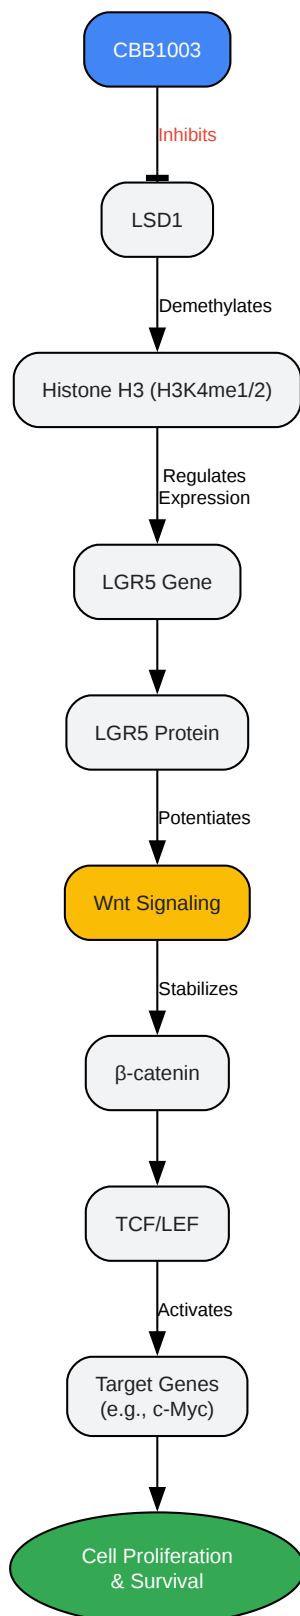 CBB1003
Inhibits
LSD1
Demethylates
Histone H3 (H3K4me1/2)
Regulates
Expression
LGR5 Gene
LGR5 Protein
Potentiates
Wnt Signaling
Stabilizes
β-catenin
TCF/LEF
Activates
Target Genes
(e.g., c-Myc)
Cell Proliferation
& Survival